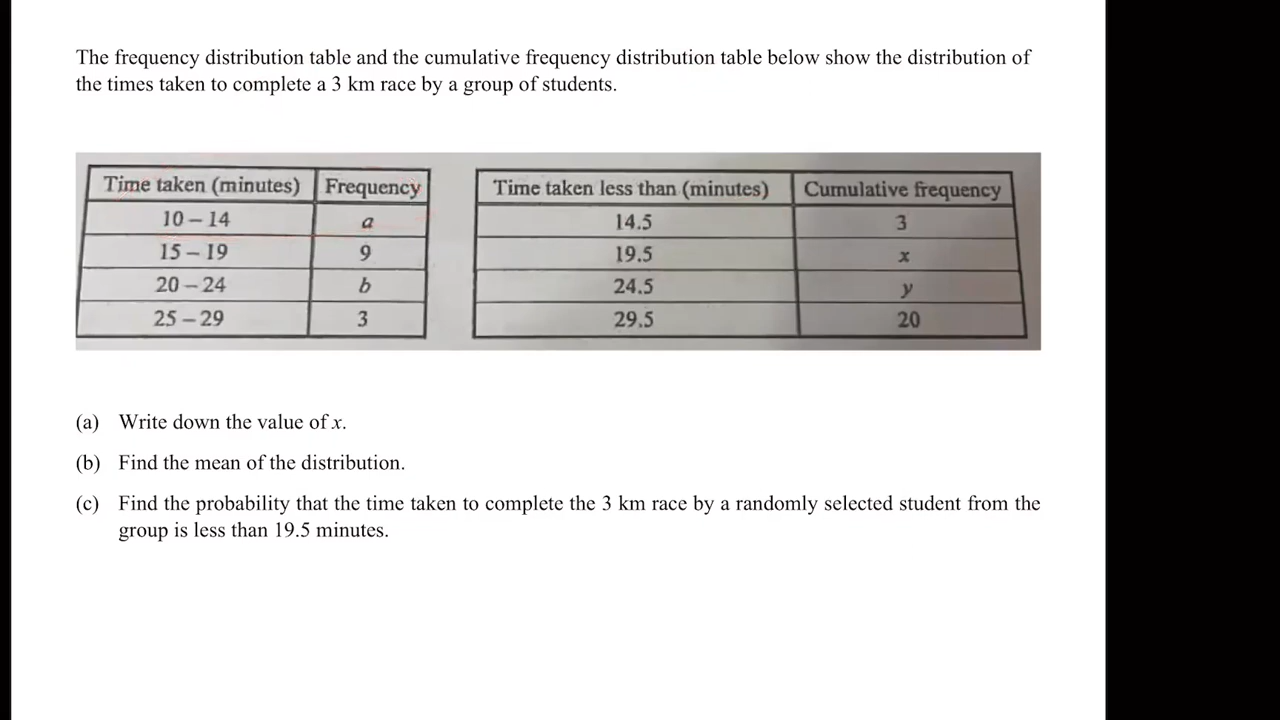 The frequency distribution table and the cumulative frequency distribution table below show the distribution of
the times taken to complete a 3 km race by a group of students.
Time taken (minutes) Frequency
10 – 14 a
15 – 19 9
20 – 24 b
25 – 29 3
Time taken less than (minutes) Cumulative frequency
14.5 3
19.5 x
24.5 y
29.5 20
(a) Write down the value of x.
(b) Find the mean of the distribution.
(c) Find the probability that the time taken to complete the 3 km race by a randomly selected student from the
group is less than 19.5 minutes.